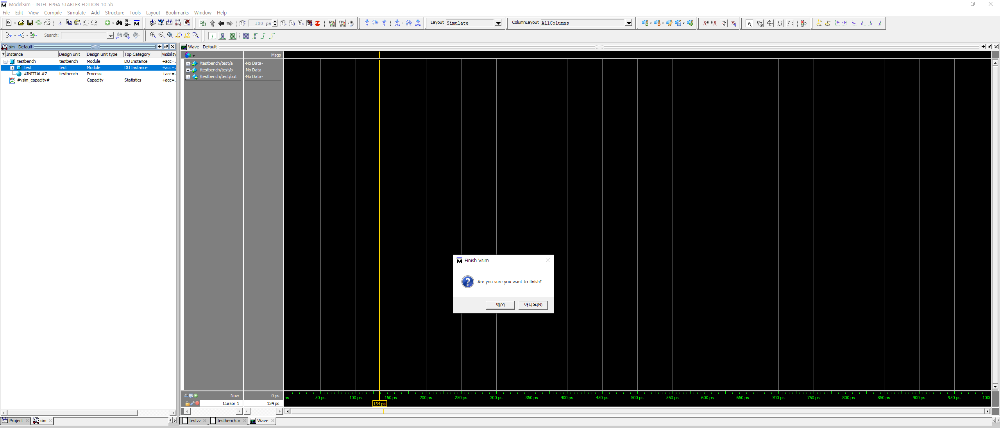 ModelSim - INTEL FPGA STARTER EDITION 10.5b
File Edit View Compile Simulate Add Structure Tools Layout Bookmarks Window Help
100 ps
STOP
Layout Simulate
ColumnLayout AllColumns
Search:
sim - Default
Instance Design unit Design unit type Top Category Visibility
testbench testbench Module DU Instance +acc=.
test test Module DU Instance +acc=.
#INITIAL#7 testbench Process - +acc=.
#vsim_capacity# Capacity Statistics +acc=.
Wave - Default
Msgs
/testbench/test/a -No Data-
/testbench/test/b -No Data-
/testbench/test/out -No Data-
Finish Vsim
Are you sure you want to finish?
예(Y) 아니요(N)
Now 0 ps
ps 50 ps 100 ps 150 ps 200 ps 250 ps 300 ps 350 ps 400 ps 450 ps 500 ps 550 ps 600 ps 650 ps 700 ps 750 ps 800 ps 850 ps 900 ps 950 ps 100
Cursor 1 134 ps
134 ps
Project sim
test.v testbench.v Wave